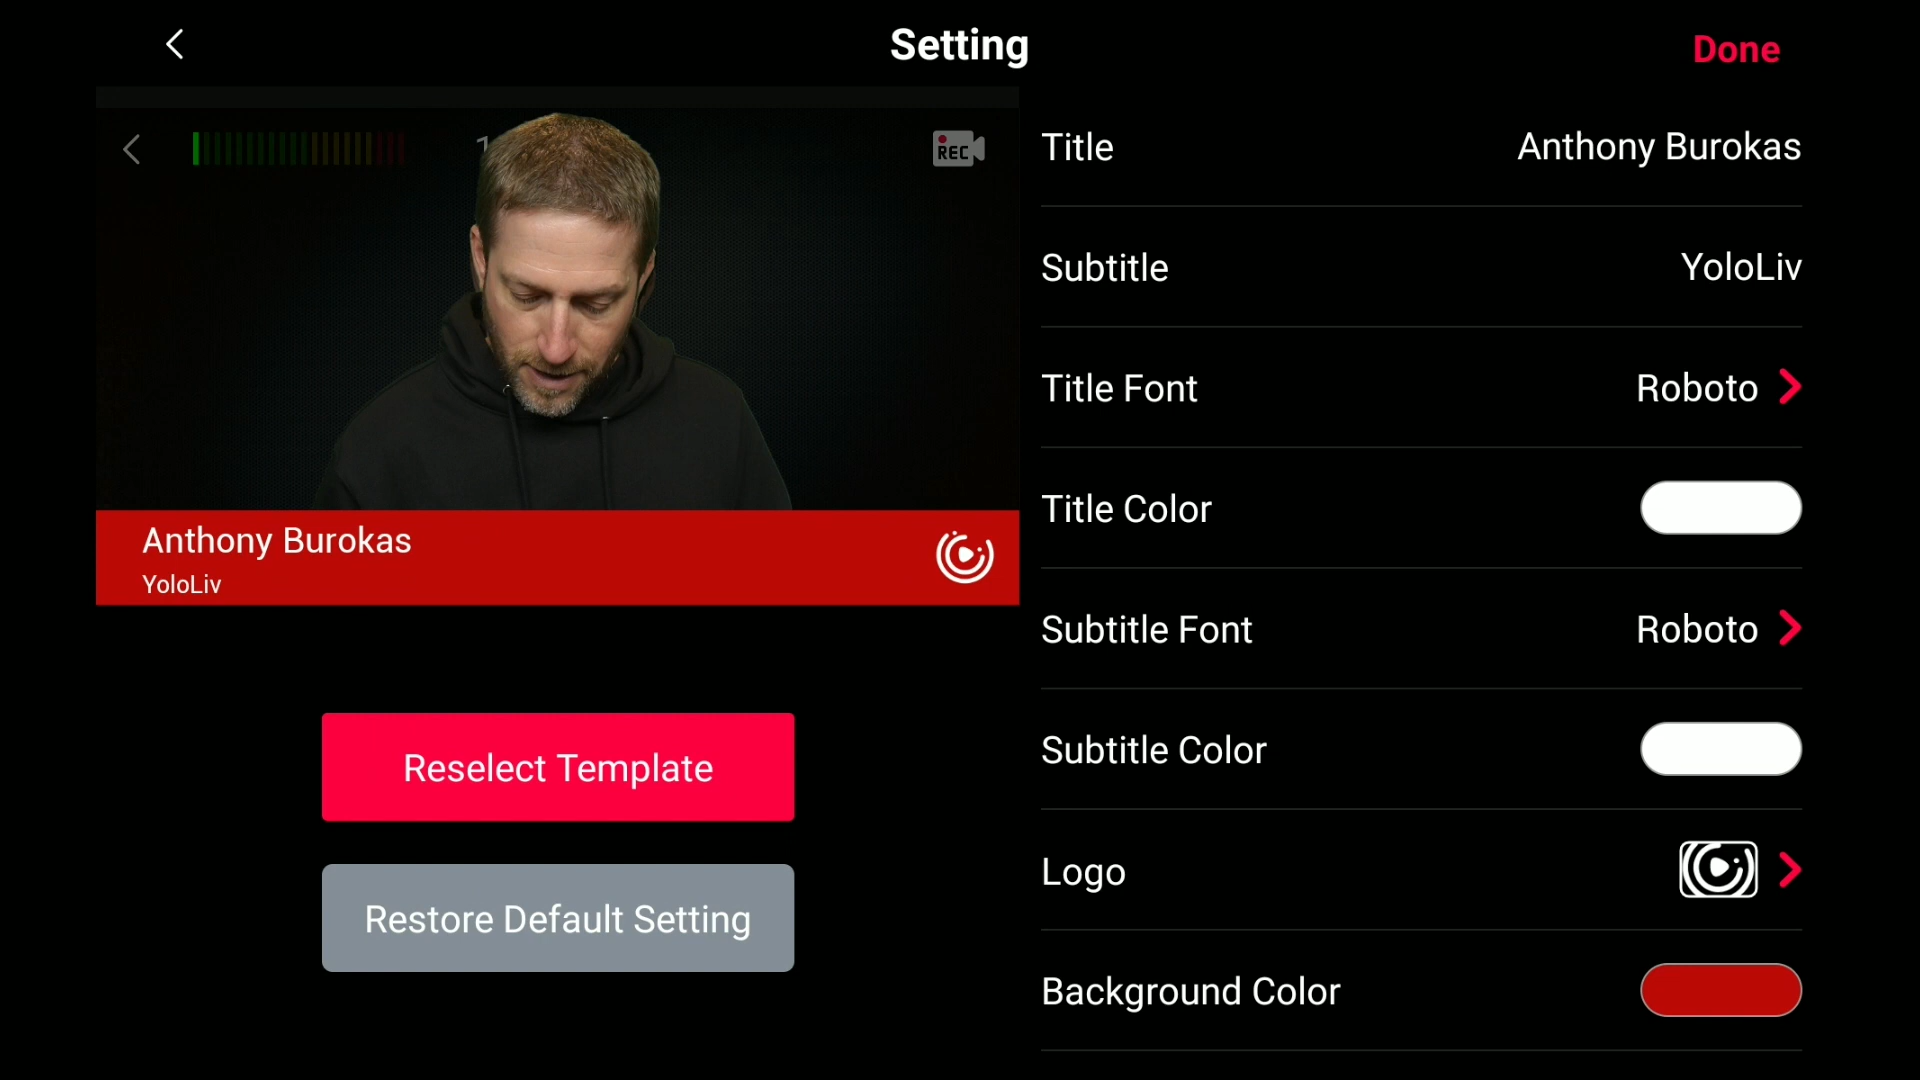 Setting
Done
REC
Anthony Burokas
YoloLiv
Reselect Template
Restore Default Setting
Title
Anthony Burokas
Subtitle
YoloLiv
Title Font
Roboto
Title Color
Subtitle Font
Roboto
Subtitle Color
Logo
Background Color